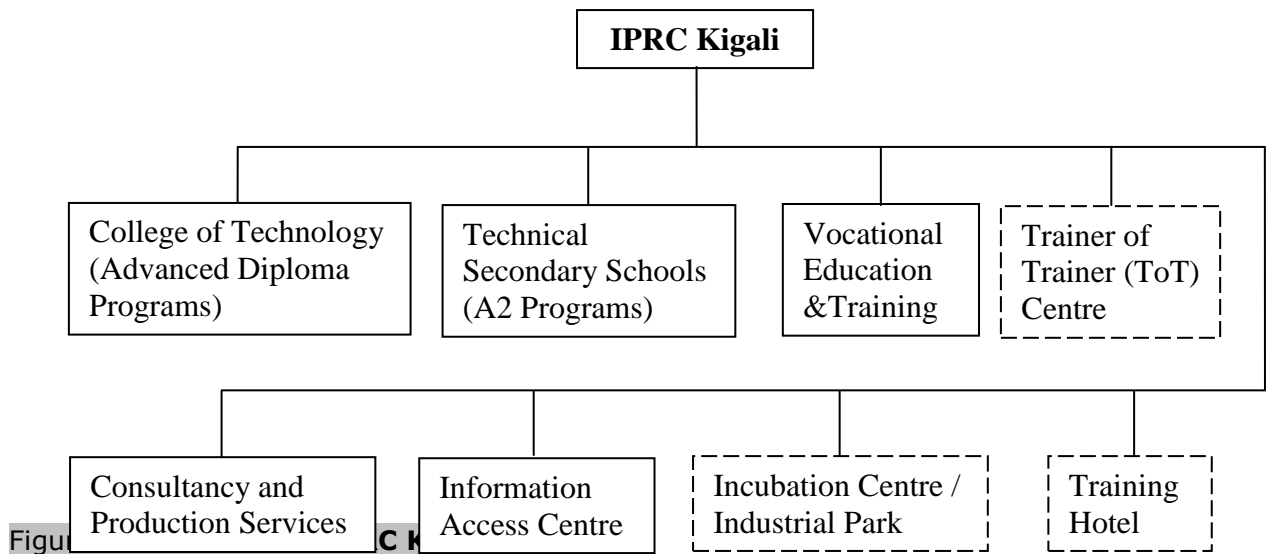 IPRC Kigali
College of Technology
(Advanced Diploma
Programs)
Technical
Secondary Schools
(A2 Programs)
Vocational
Education
&Training
Trainer of
Trainer (ToT)
Centre
Consultancy and
Production Services
Information
Access Centre
Incubation Centre /
Industrial Park
Training
Hotel